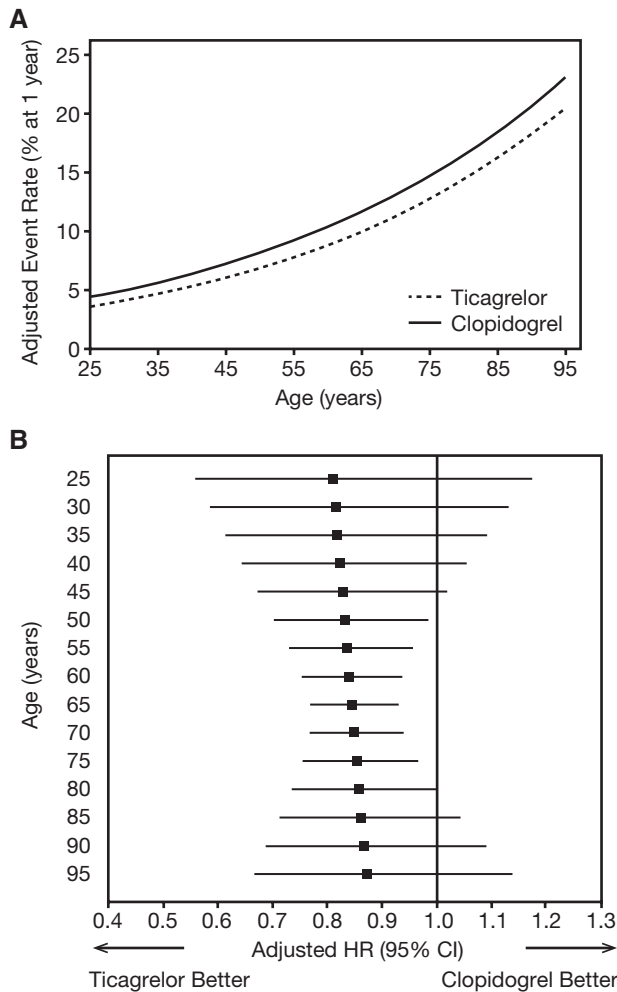 A
Adjusted Event Rate (% at 1 year)
25
20
15
10
5
0
Ticagrelor
Clopidogrel
25 35 45 55 65 75 85 95
Age (years)
B
Age (years)
25
30
35
40
45
50
55
60
65
70
75
80
85
90
95
0.4 0.5 0.6 0.7 0.8 0.9 1.0 1.1 1.2 1.3
Adjusted HR (95% CI)
Ticagrelor Better Clopidogrel Better